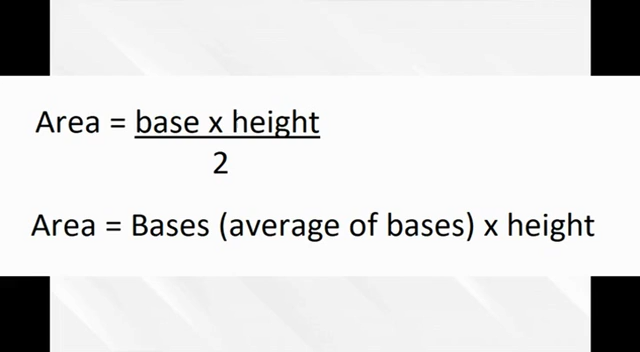 Area = base x height
2
Area = Bases (average of bases) x height